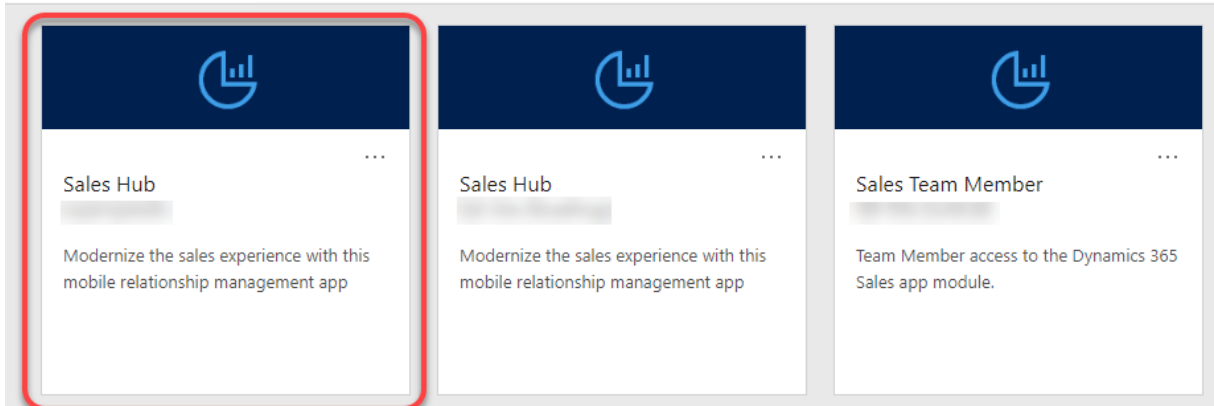 ...
Sales Hub
Modernize the sales experience with this
mobile relationship management app
...
Sales Hub
Modernize the sales experience with this
mobile relationship management app
...
Sales Team Member
Team Member access to the Dynamics 365
Sales app module.